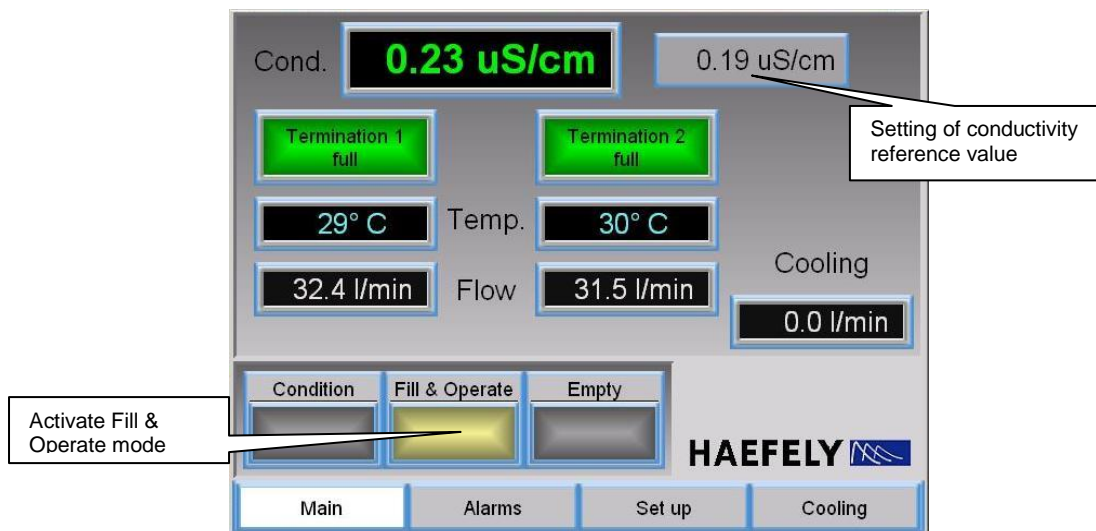 Cond.
0.23 uS/cm
0.19 uS/cm
Setting of conductivity
reference value
Termination 1
full
Termination 2
full
29° C
Temp.
30° C
32.4 l/min
Flow
31.5 l/min
Cooling
0.0 l/min
Condition
Fill & Operate
Empty
Activate Fill &
Operate mode
HAEFELY
Main
Alarms
Set up
Cooling